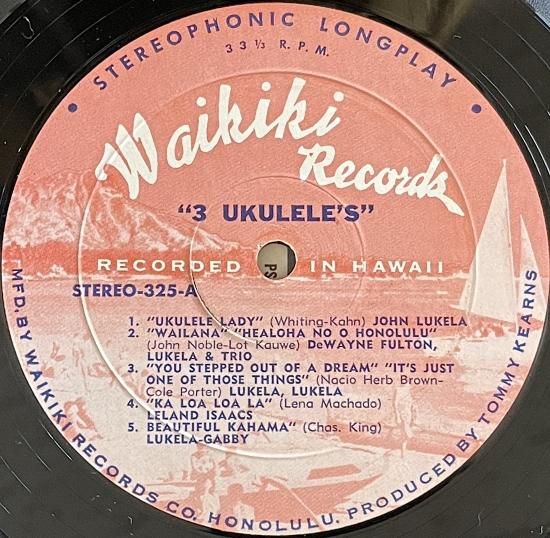 • STEREOPHONIC LONGPLAY •
33 1/3 R.P.M.
Waikiki
Records
"3 UKULELE'S"
RECORDED IN HAWAII
PS
STEREO-325-A
1. "UKULELE LADY" (Whiting-Kahn) JOHN LUKELA
2. "WAILANA" "HEALOHA NO O HONOLULU"
(John Noble-Lot Kauwe) DeWAYNE FULTON,
LUKELA & TRIO
3. "YOU STEPPED OUT OF A DREAM" "IT'S JUST
ONE OF THOSE THINGS" (Nacio Herb Brown-
Cole Porter) LUKELA, LUKELA
4. "KA LOA LOA LA" (Lena Machado)
LELAND ISAACS
5. BEAUTIFUL KAHAMA" (Chas. King)
LUKELA-GABBY
MFD. BY WAIKIKI RECORDS CO. HONOLULU. PRODUCED BY TOMMY KEARNS